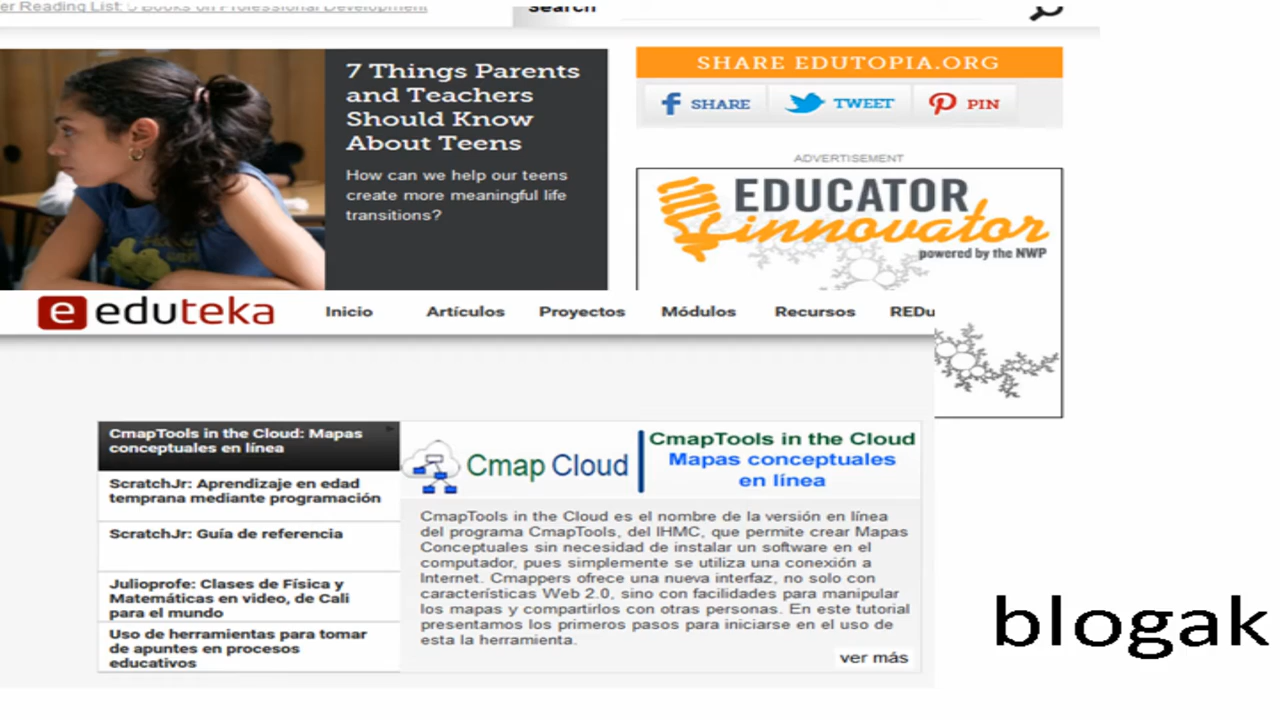 er Reading List: 5 Books on Professional Development
Search
7 Things Parents
and Teachers
Should Know
About Teens
How can we help our teens
create more meaningful life
transitions?
SHARE EDUTOPIA.ORG
SHARE TWEET PIN
ADVERTISEMENT
EDUCATOR
innovator
powered by the NWP
e eduteka Inicio Artículos Proyectos Módulos Recursos REDu
CmapTools in the Cloud: Mapas
conceptuales en línea
ScratchJr: Aprendizaje en edad
temprana mediante programación
ScratchJr: Guía de referencia
Julioprofe: Clases de Física y
Matemáticas en video, de Cali
para el mundo
Uso de herramientas para tomar
de apuntes en procesos
educativos
Cmap Cloud
CmapTools in the Cloud
Mapas conceptuales
en línea
CmapTools in the Cloud es el nombre de la versión en línea
del programa CmapTools, del IHMC, que permite crear Mapas
Conceptuales sin necesidad de instalar un software en el
computador, pues simplemente se utiliza una conexión a
Internet. Cmappers ofrece una nueva interfaz, no solo con
características Web 2.0, sino con facilidades para manipular
los mapas y compartirlos con otras personas. En este tutorial
presentamos los primeros pasos para iniciarse en el uso de
esta la herramienta.
ver más
blogak